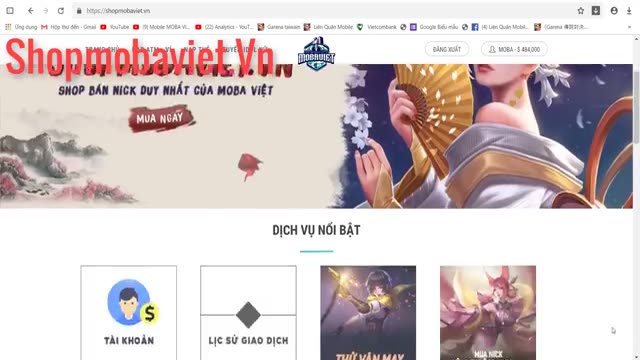 https://shopmobaviet.vn
Ứng dụng Hộp thư đến - Gmail YouTube (9) Mobile MOBA Vi (22) Analytics - YouT Garena taiwan Liên Quân Mobile Vietcombank Google Biểu mẫu Liên Quân Mobile (Garena 傳說對決
Shopmobaviet.Vn
ĐĂNG XUẤT
MOBA - $ 484,000
MOBAVIET
SHOP BÁN NICK DUY NHẤT CỦA MOBA VIỆT
MUA NGAY
DỊCH VỤ NỔI BẬT
TÀI KHOẢN
LỊCH SỬ GIAO DỊCH
THỬ VẬN MAY
MUA NICK